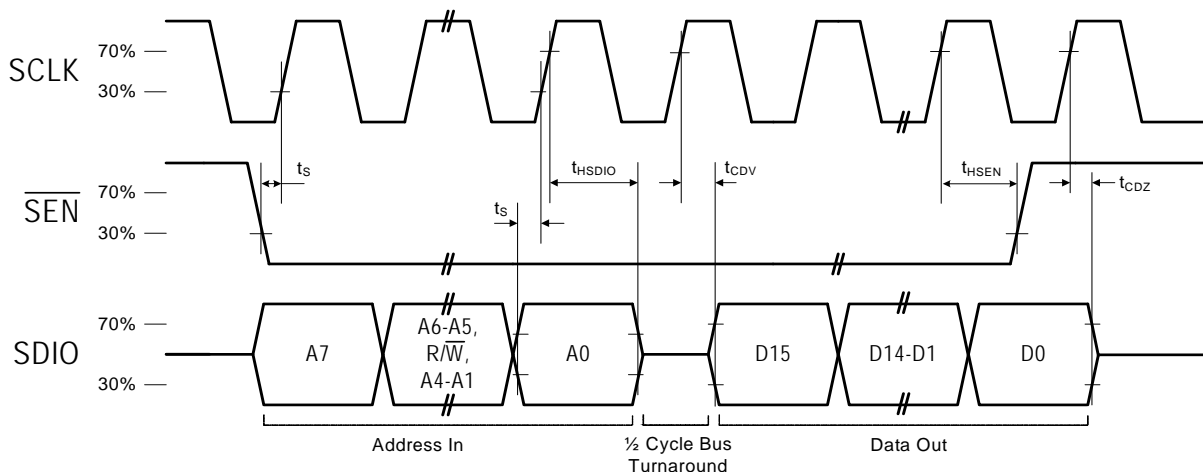 70%
SCLK
30%
tS
tHSDIO
tCDV
tHSEN
tCDZ
70%
SEN
30%
tS
70%
SDIO
30%
A7
A6-A5,
R/W,
A4-A1
A0
D15
D14-D1
D0
Address In
½ Cycle Bus
Turnaround
Data Out